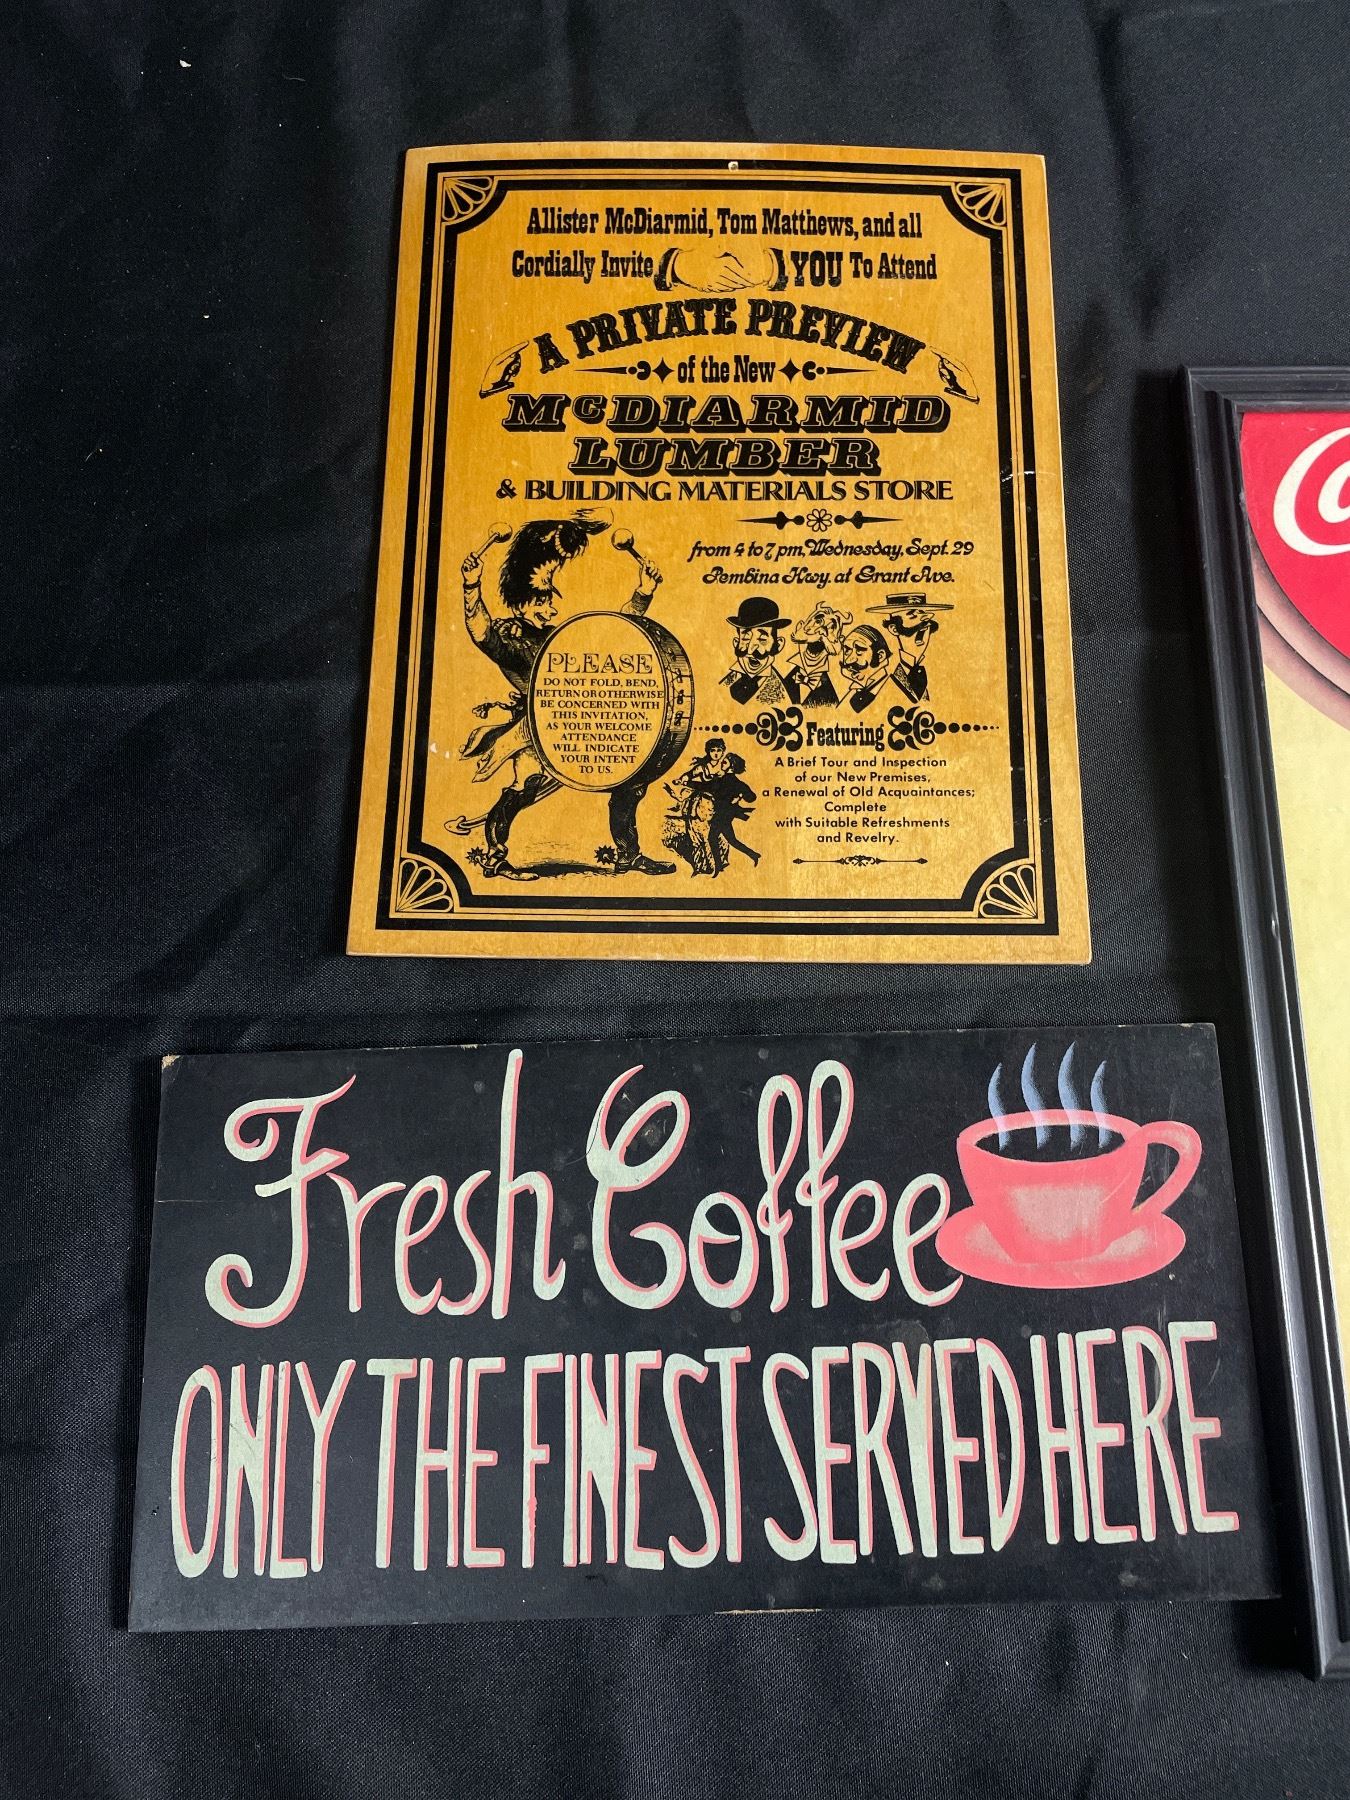 Allister McDiarmid, Tom Matthews, and all
Cordially Invite YOU To Attend
A PRIVATE PREVIEW
of the New
McDIARMID
LUMBER
& BUILDING MATERIALS STORE
from 4 to 7 pm, Wednesday, Sept. 29
Pembina Hwy. at Grant Ave.
PLEASE
DO NOT FOLD, BEND,
RETURN OR OTHERWISE
BE CONCERNED WITH
THIS INVITATION,
AS YOUR WELCOME
ATTENDANCE
WILL INDICATE
YOUR INTENT
TO US.
Featuring
A Brief Tour and Inspection
of our New Premises,
a Renewal of Old Acquaintances;
Complete
with Suitable Refreshments
and Revelry.
Fresh Coffee
ONLY THE FINEST SERVED HERE